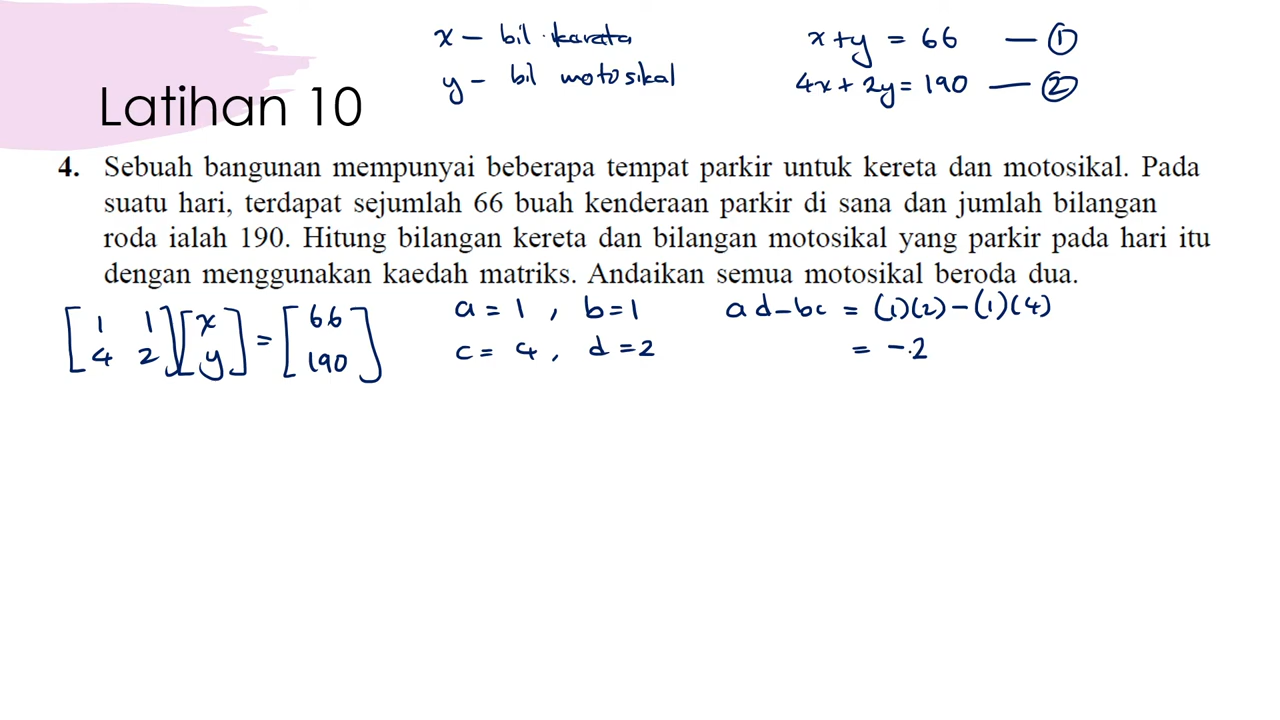 x – bil. kereta
x+y = 66 — ①
y – bil motosikal
4x + 2y = 190 — ②
Latihan 10
4. Sebuah bangunan mempunyai beberapa tempat parkir untuk kereta dan motosikal. Pada
suatu hari, terdapat sejumlah 66 buah kenderaan parkir di sana dan jumlah bilangan
roda ialah 190. Hitung bilangan kereta dan bilangan motosikal yang parkir pada hari itu
dengan menggunakan kaedah matriks. Andaikan semua motosikal beroda dua.
[1 1; 4 2][x; y] = [66; 190]
a = 1 , b = 1
c = 4 , d = 2
ad – bc = (1)(2) – (1)(4)
= –2